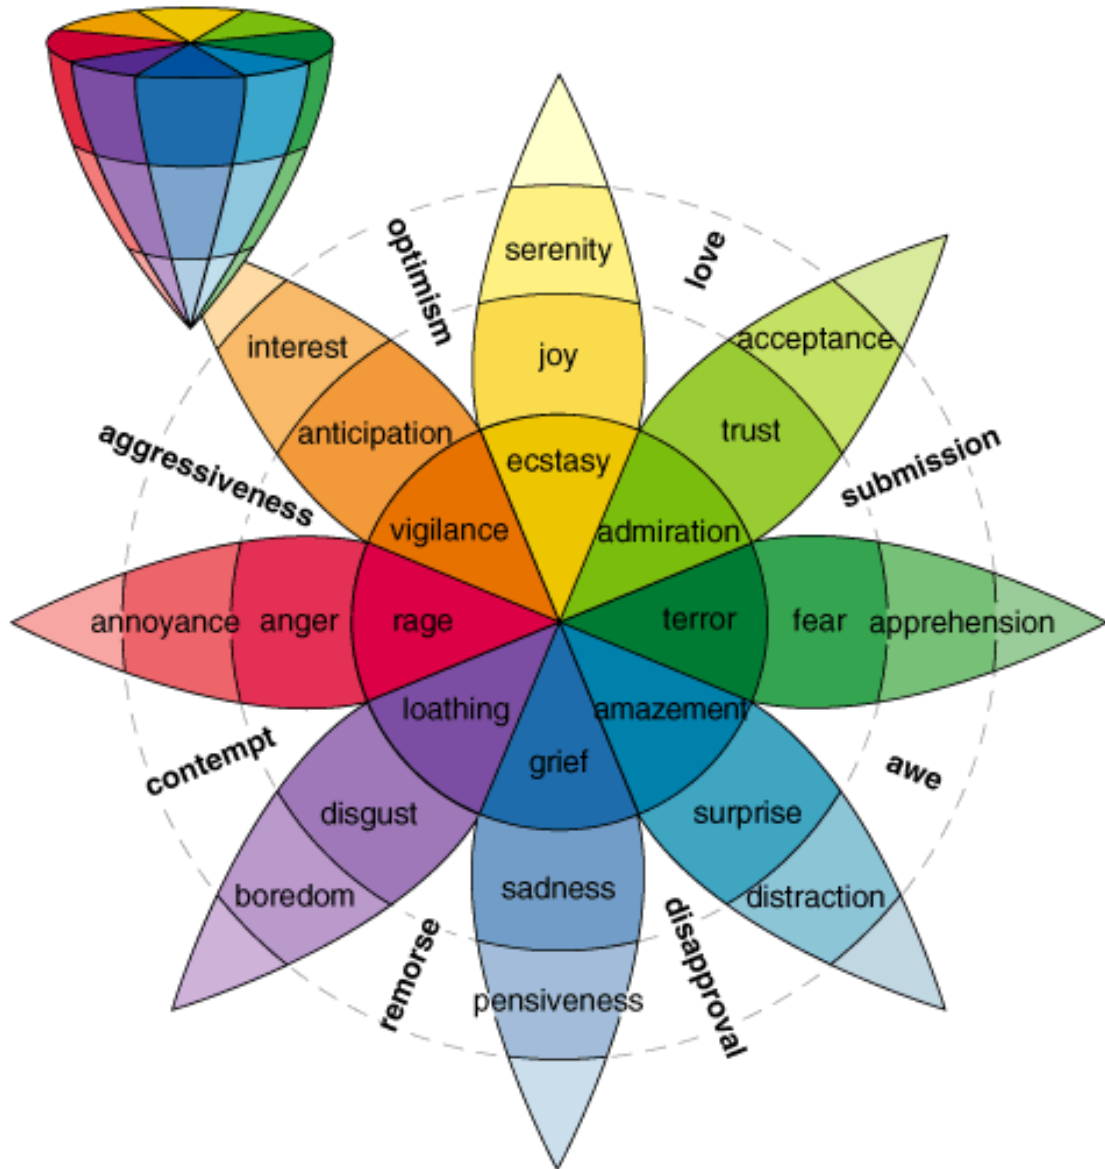 optimism
love
serenity
interest
acceptance
joy
anticipation
trust
aggressiveness
submission
ecstasy
vigilance
admiration
annoyance
anger
rage
terror
fear
apprehension
loathing
amazement
contempt
grief
awe
disgust
surprise
boredom
sadness
distraction
remorse
disapproval
pensiveness